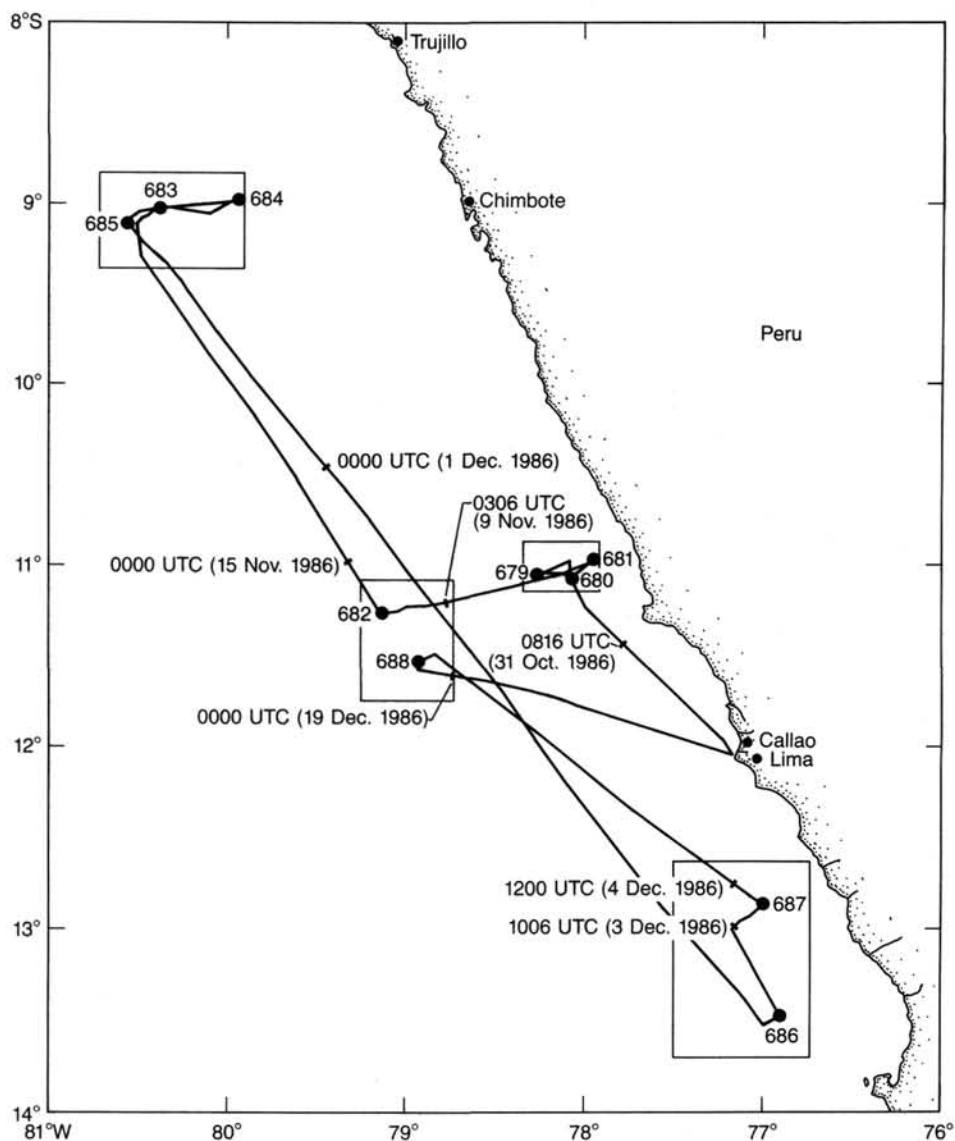 8°S
Trujillo
683
684
685
9°
Chimbote
Peru
10°
0000 UTC (1 Dec. 1986)
0306 UTC
(9 Nov. 1986)
11°
0000 UTC (15 Nov. 1986)
679
681
680
682
0816 UTC
(31 Oct. 1986)
688
0000 UTC (19 Dec. 1986)
12°
Callao
Lima
1200 UTC (4 Dec. 1986)
687
13°
1006 UTC (3 Dec. 1986)
686
14°
81°W
80°
79°
78°
77°
76°